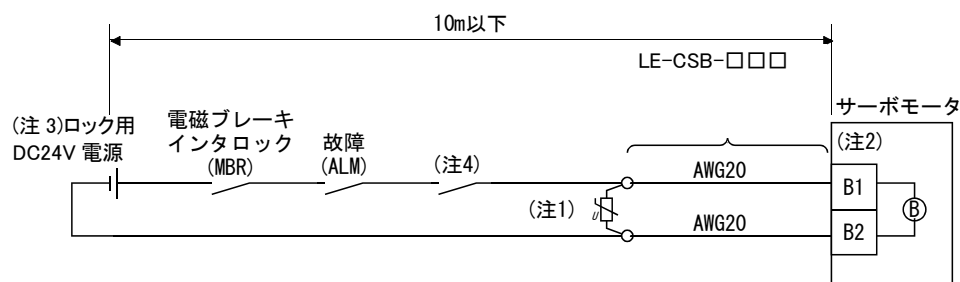 10m以下
LE-CSB-□□□
サーボモータ
(注 3)ロック用
DC24V 電源
電磁ブレーキ
インタロック
(MBR)
故障
(ALM)
(注4)
(注1)
U
AWG20
AWG20
(注2)
B1
B2
B